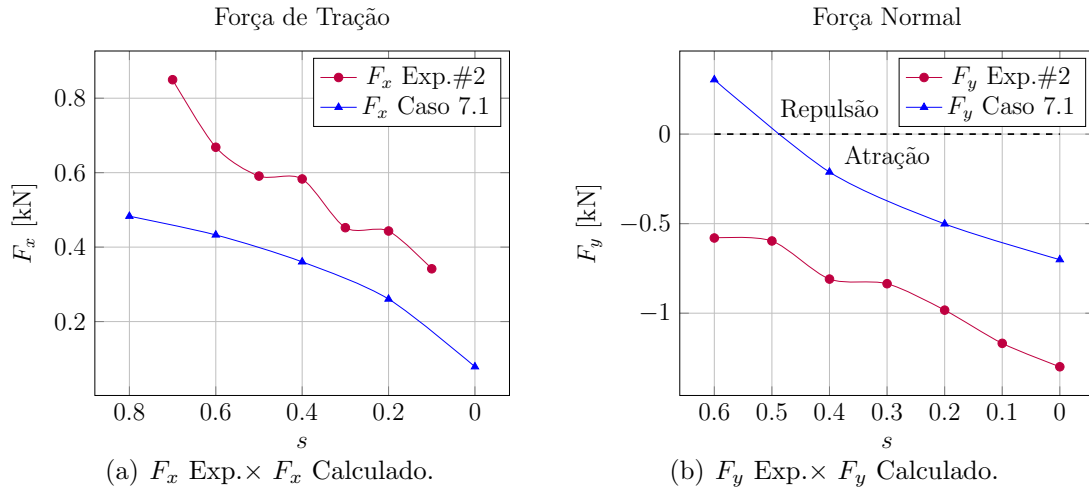 Força de Tração
F_x Exp.#2
F_x Caso 7.1
0.8
0.6
0.4
0.2
F_x [kN]
0.8 0.6 0.4 0.2 0
s
(a) F_x Exp.× F_x Calculado.
Força Normal
F_y Exp.#2
F_y Caso 7.1
Repulsão
Atração
0
−0.5
−1
F_y [kN]
0.6 0.5 0.4 0.3 0.2 0.1 0
s
(b) F_y Exp.× F_y Calculado.